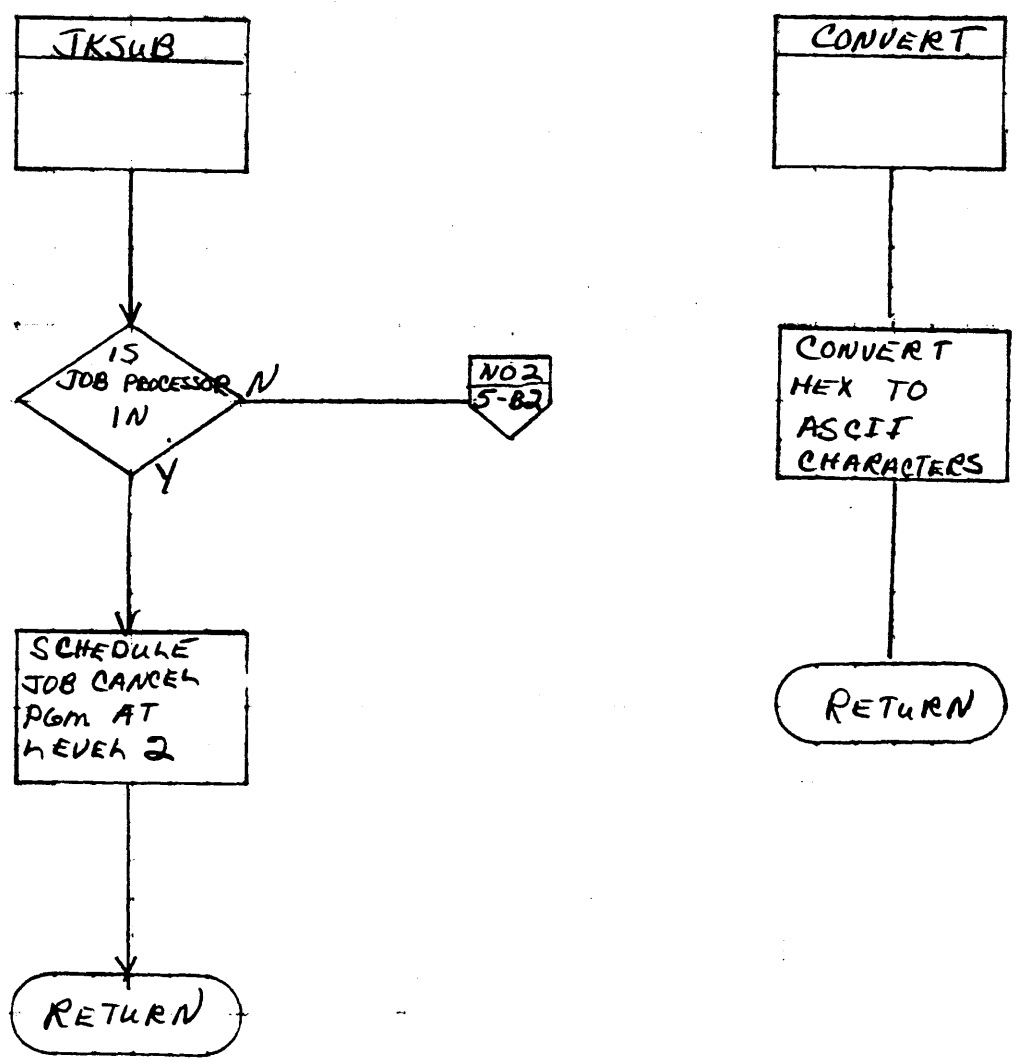 JKSUB
IS
JOB PROCESSOR
IN
N
Y
NO2
5-B2
SCHEDULE
JOB CANCEL
PGM AT
LEVEL 2
RETURN
CONVERT
CONVERT
HEX TO
ASCII
CHARACTERS
RETURN